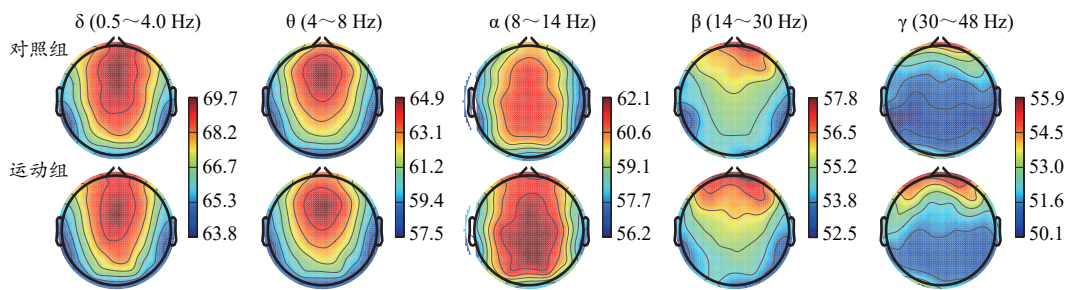 δ (0.5～4.0 Hz) θ (4～8 Hz) α (8～14 Hz) β (14～30 Hz) γ (30～48 Hz)
对照组
69.7 64.9 62.1 57.8 55.9
68.2 63.1 60.6 56.5 54.5
66.7 61.2 59.1 55.2 53.0
运动组
65.3 59.4 57.7 53.8 51.6
63.8 57.5 56.2 52.5 50.1